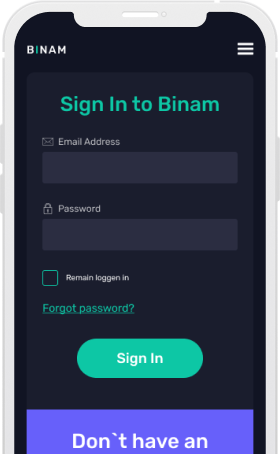 BINAM
Sign In to Binam
Email Address
Password
Remain loggen in
Forgot password?
Sign In
Don`t have an